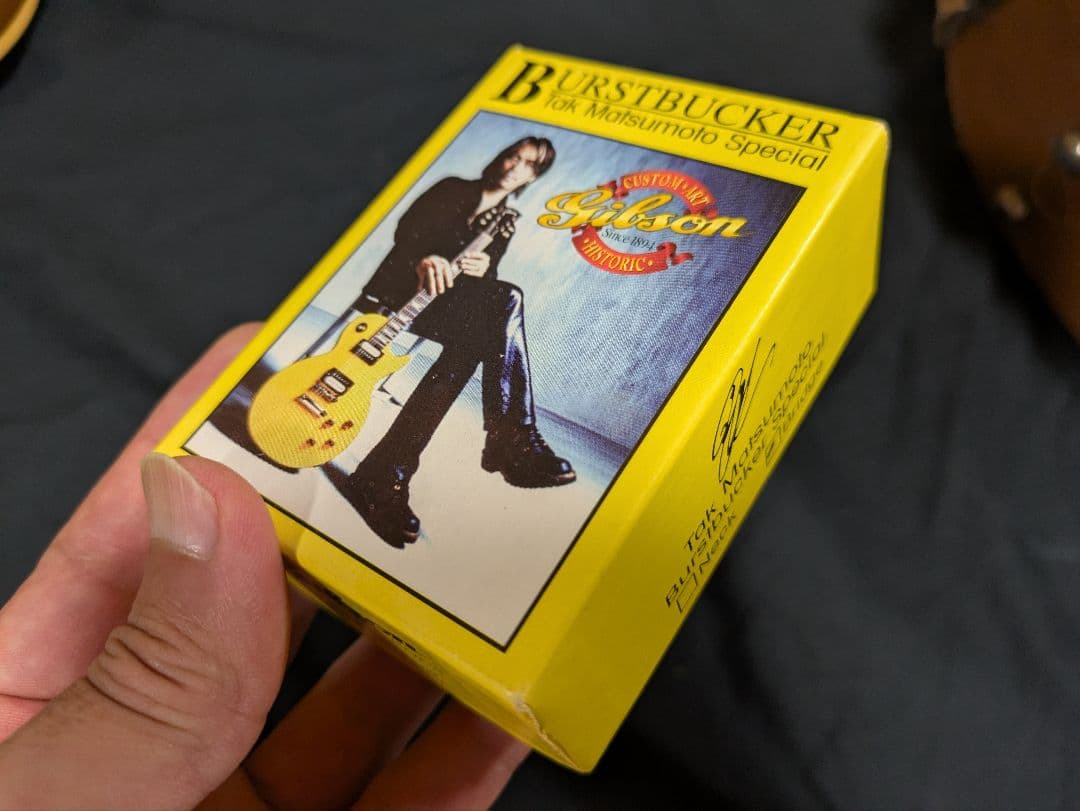 BURSTBUCKER
Tak Matsumoto Special
CUSTOM • ART
Gibson
Since 1894
• HISTORIC •
Tak Matsumoto
Burstbucker special
Neck Bridge